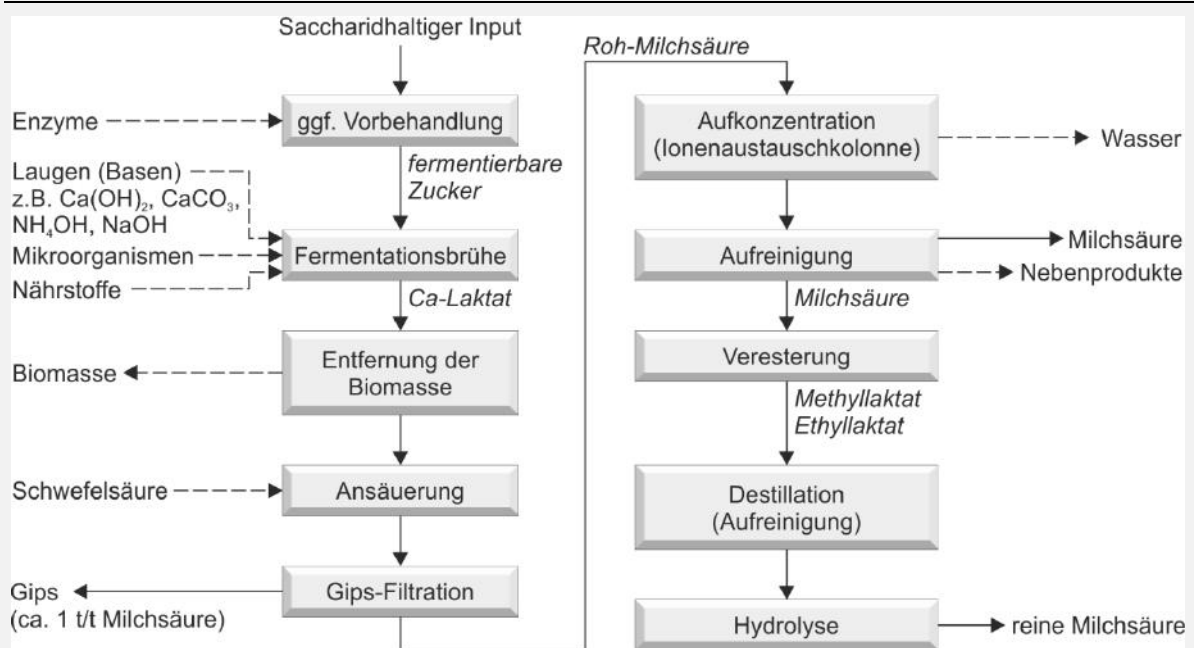 Saccharidhaltiger Input
Enzyme
ggf. Vorbehandlung
fermentierbare
Zucker
Laugen (Basen)
z.B. Ca(OH)₂, CaCO₃,
NH₄OH, NaOH
Mikroorganismen
Nährstoffe
Fermentationsbrühe
Ca-Laktat
Biomasse
Entfernung der
Biomasse
Schwefelsäure
Ansäuerung
Gips
(ca. 1 t/t Milchsäure)
Gips-Filtration
Roh-Milchsäure
Aufkonzentration
(Ionenaustauschkolonne)
Wasser
Aufreinigung
Milchsäure
Nebenprodukte
Milchsäure
Veresterung
Methyllaktat
Ethyllaktat
Destillation
(Aufreinigung)
Hydrolyse
reine Milchsäure